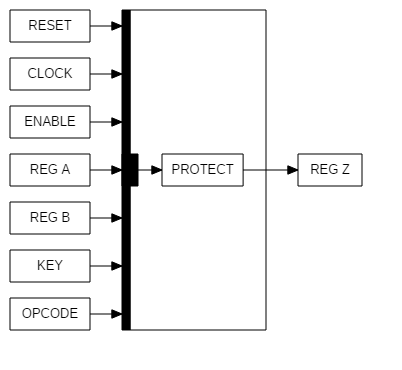 RESET
CLOCK
ENABLE
REG A
PROTECT
REG Z
REG B
KEY
OPCODE